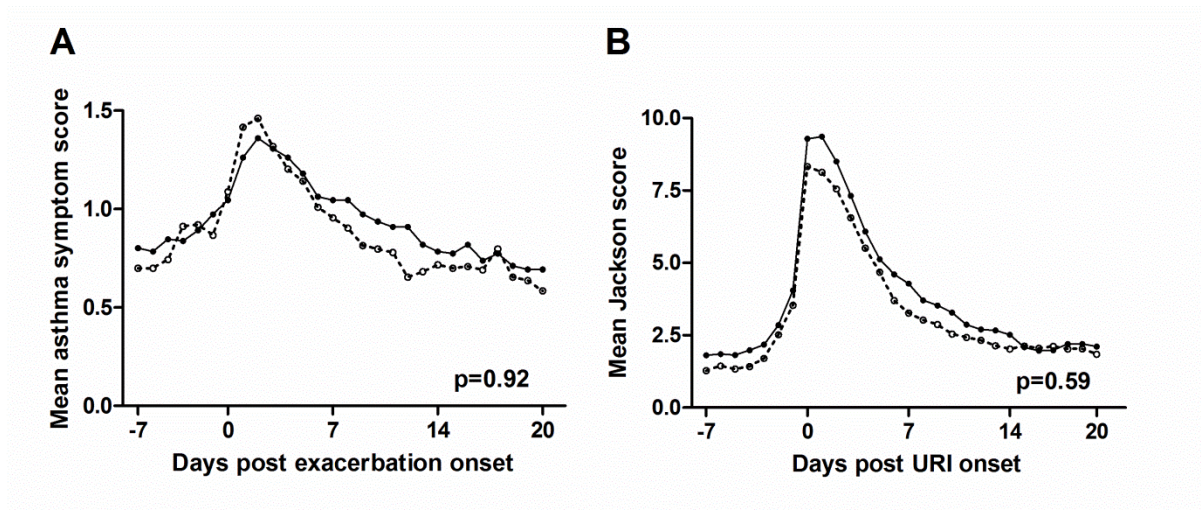 A
B
Mean asthma symptom score
1.5
1.0
0.5
0.0
p=0.92
-7
0
7
14
20
Days post exacerbation onset
Mean Jackson score
10.0
7.5
5.0
2.5
0.0
p=0.59
-7
0
7
14
20
Days post URI onset